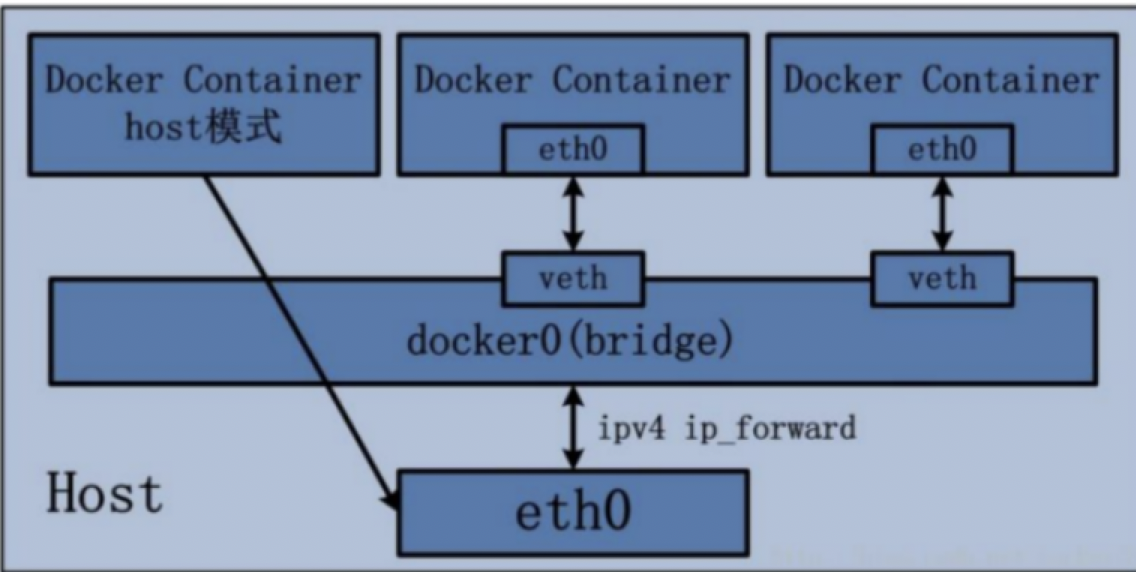 Docker Container
host模式
Docker Container
eth0
Docker Container
eth0
veth
veth
docker0(bridge)
ipv4 ip_forward
Host
eth0